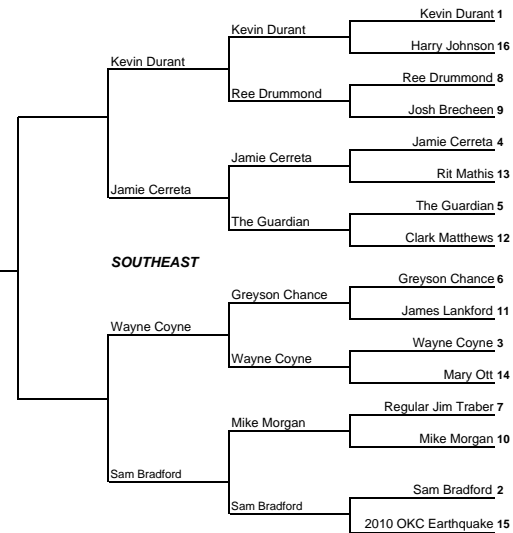 Kevin Durant 1
Kevin Durant
Harry Johnson 16
Kevin Durant
Ree Drummond 8
Ree Drummond
Josh Brecheen 9
Jamie Cerreta 4
Jamie Cerreta
Rit Mathis 13
Jamie Cerreta
The Guardian 5
The Guardian
Clark Matthews 12
SOUTHEAST
Greyson Chance 6
Greyson Chance
James Lankford 11
Wayne Coyne
Wayne Coyne 3
Wayne Coyne
Mary Ott 14
Regular Jim Traber 7
Mike Morgan
Mike Morgan 10
Sam Bradford
Sam Bradford 2
Sam Bradford
2010 OKC Earthquake 15